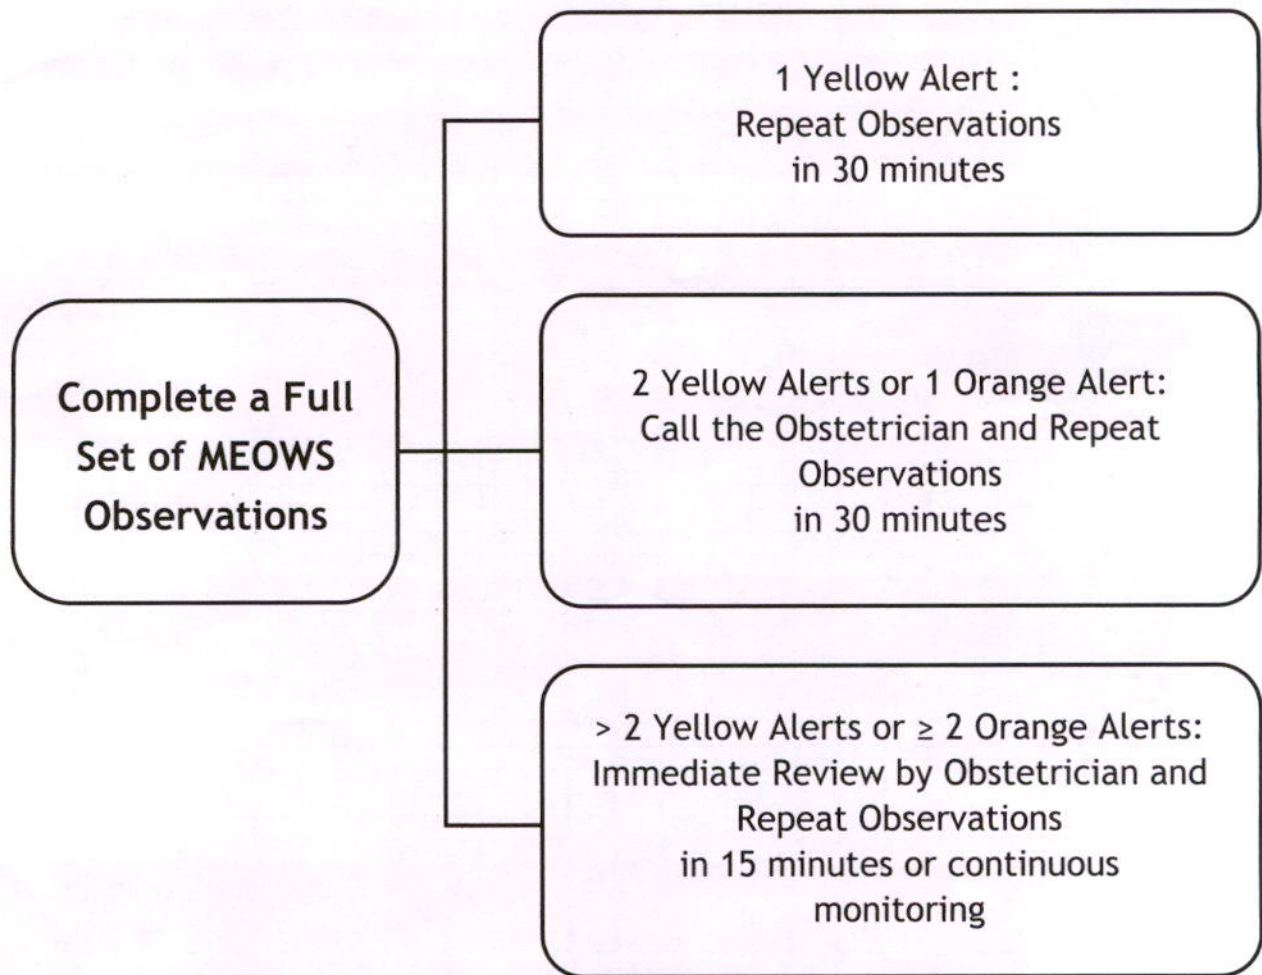 Complete a Full
Set of MEOWS
Observations
1 Yellow Alert :
Repeat Observations
in 30 minutes
2 Yellow Alerts or 1 Orange Alert:
Call the Obstetrician and Repeat
Observations
in 30 minutes
> 2 Yellow Alerts or ≥ 2 Orange Alerts:
Immediate Review by Obstetrician and
Repeat Observations
in 15 minutes or continuous
monitoring